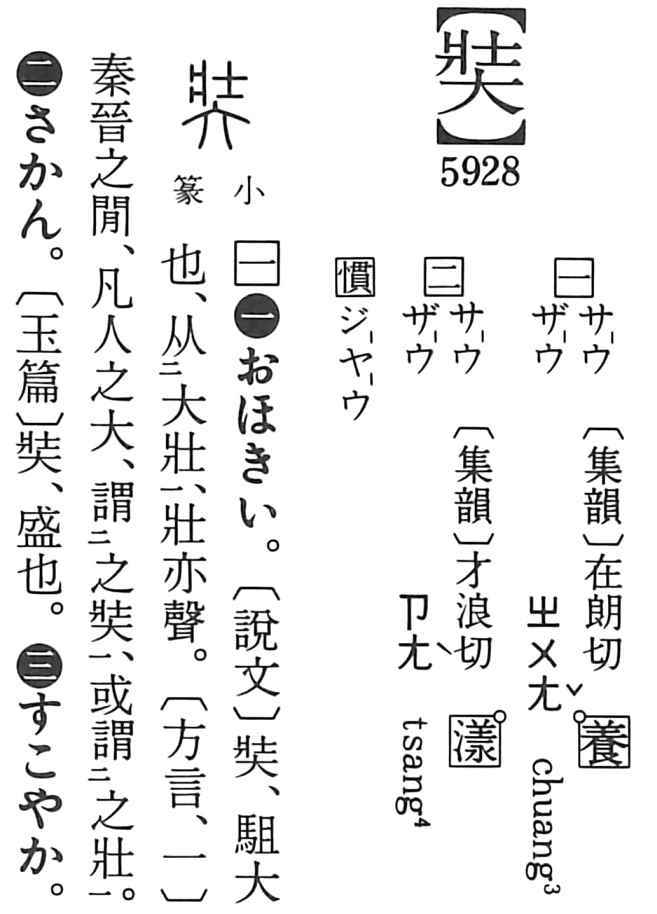 【奘】
5928
一 サウ ザウ 〔集韻〕在朗切 養
ㄓㄨㄤˇ chuang³
二 サウ ザウ 〔集韻〕才浪切 漾
ㄗㄤˋ tsang⁴
慣 ジヤウ
小篆
一 ㊀おほきい。〔說文〕奘、駔大
也、从㆓大壯㆒、壯亦聲。〔方言、一〕
秦晉之閒、凡人之大、謂㆓之奘㆒、或謂㆓之壯㆒。
㊁さかん。〔玉篇〕奘、盛也。㊂すこやか。